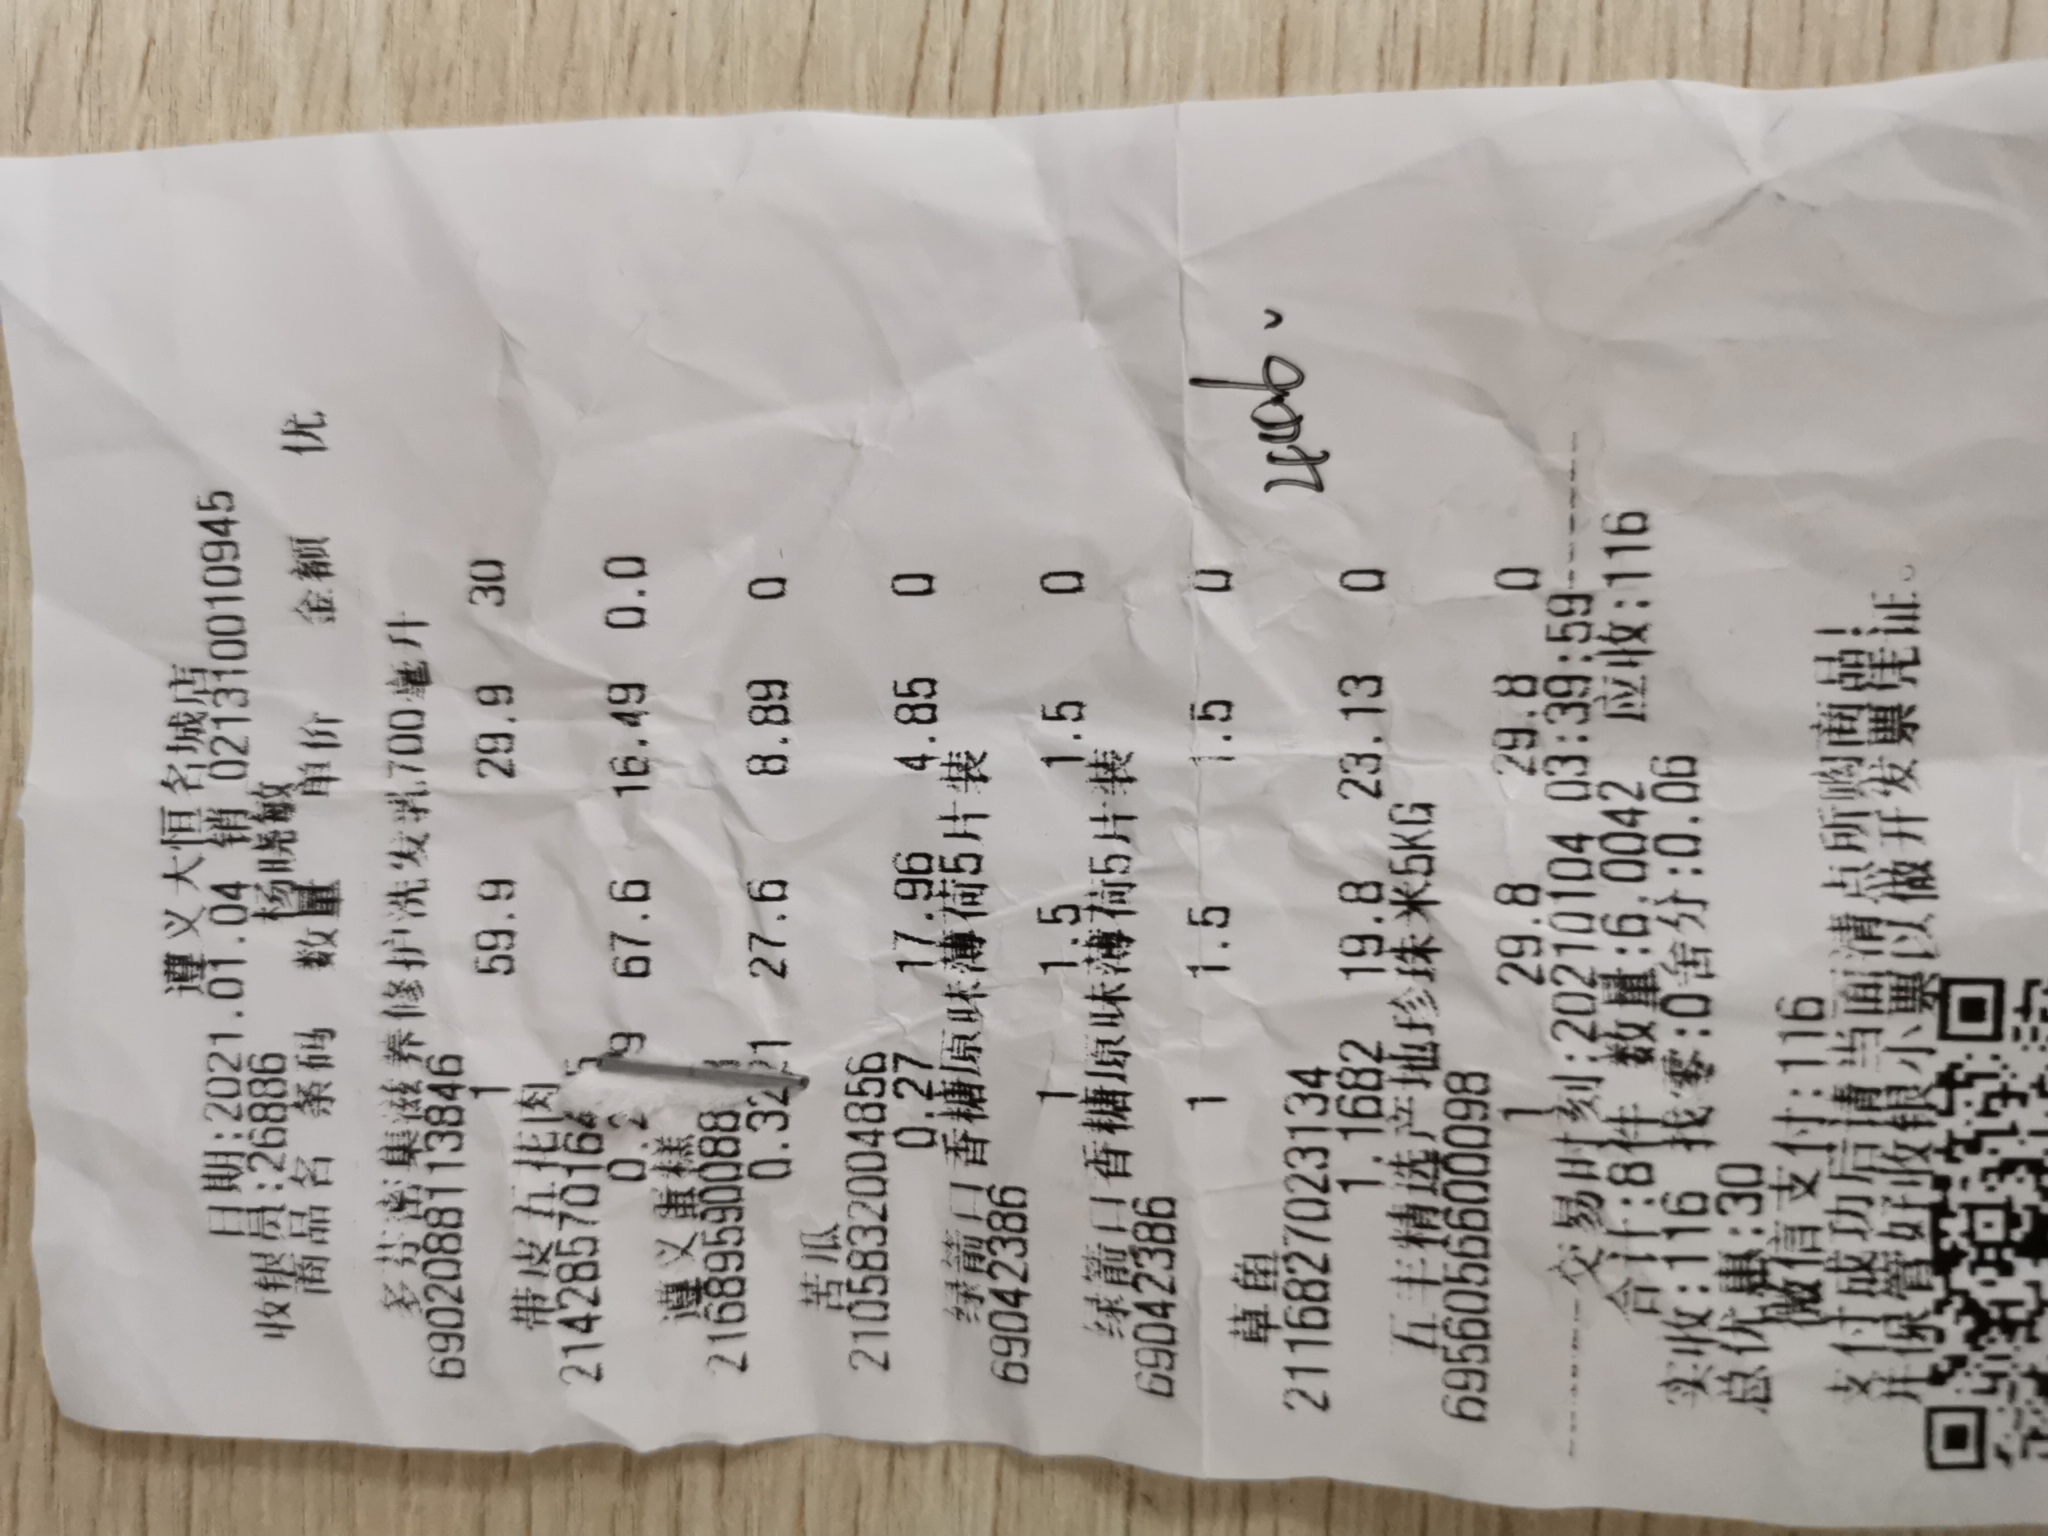 遵义大恒名城店
日期:2021.01.04 销 021310010945
收银员:26886 杨晓敏
商品名 条码 数量 单价 金额 优
多芬密集滋养修护洗发乳700毫升
6902088113846
1 59.9 29.9 30
带皮五花肉
67.6 16.49 0.0
遵义蛋糕
27.6 8.89 0
苦瓜
2105832004856
0.27 17.96 4.85 0
绿箭口香糖原味薄荷5片装
69042386 1 1.5 1.5 0
绿箭口香糖原味薄荷5片装
69042386 1 1.5 1.5 0
草鱼
2116827023134
1.1682 19.8 23.13 0
五丰精选产地珍珠米5KG
6956056600098
1 29.8 29.8 0
交易时刻:20210104 03:39:59
合计:8件 数量:6.0042 应收:116
实收:116 找零:0舍分:0.06
总优惠:30
微信支付:116
支付成功后请当面清点所购商品!
并保管好收银小票以做开发票凭证。